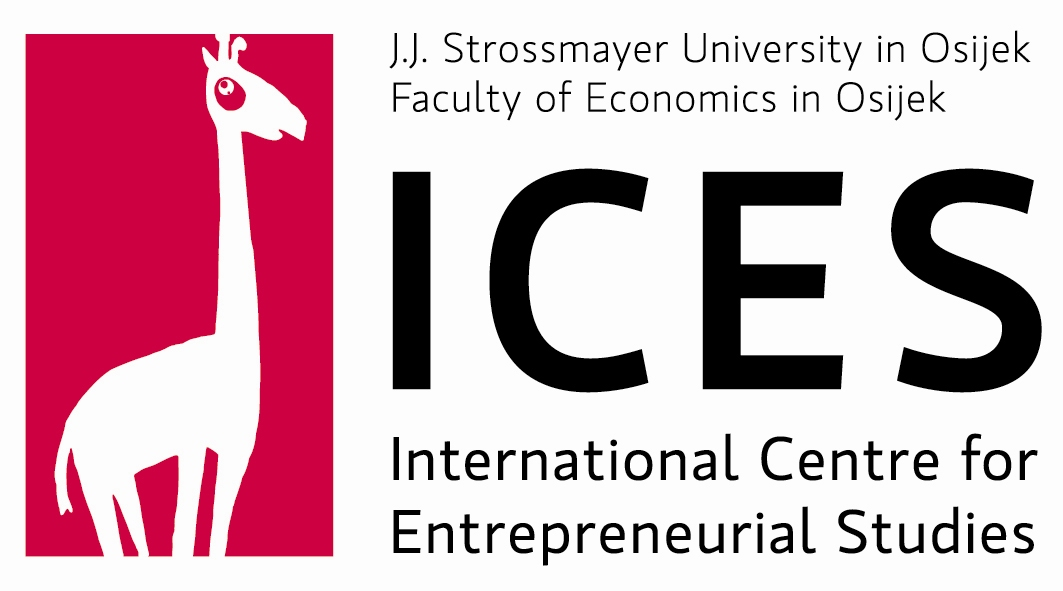 J.J. Strossmayer University in Osijek
Faculty of Economics in Osijek
ICES
International Centre for
Entrepreneurial Studies